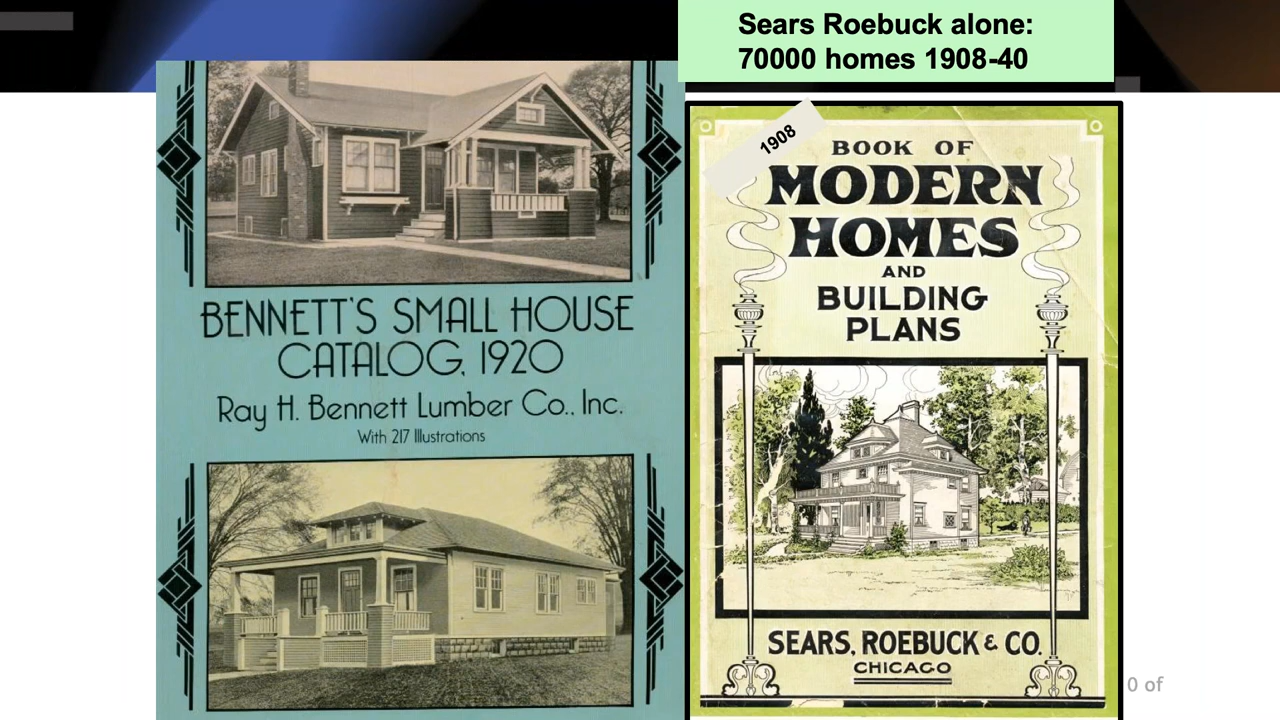 Sears Roebuck alone:
70000 homes 1908-40
BENNETT'S SMALL HOUSE
CATALOG, 1920
Ray H. Bennett Lumber Co., Inc.
With 217 Illustrations
1908
BOOK OF
MODERN
HOMES
AND
BUILDING
PLANS
SEARS, ROEBUCK & CO.
CHICAGO
0 of